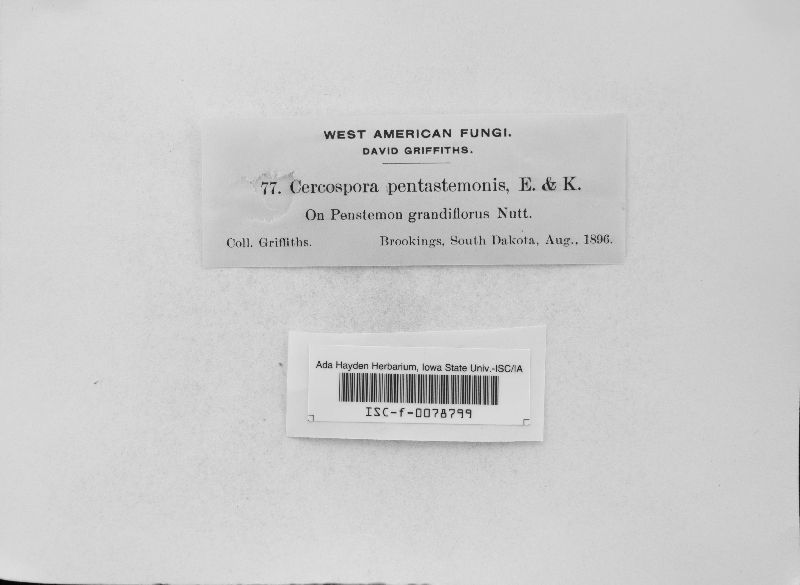 WEST AMERICAN FUNGI.
DAVID GRIFFITHS.
77. Cercospora pentastemonis, E. & K.
On Penstemon grandiflorus Nutt.
Coll. Griffiths. Brookings, South Dakota, Aug., 1896.
Ada Hayden Herbarium, Iowa State Univ.-ISC/IA
ISC-f-0078799